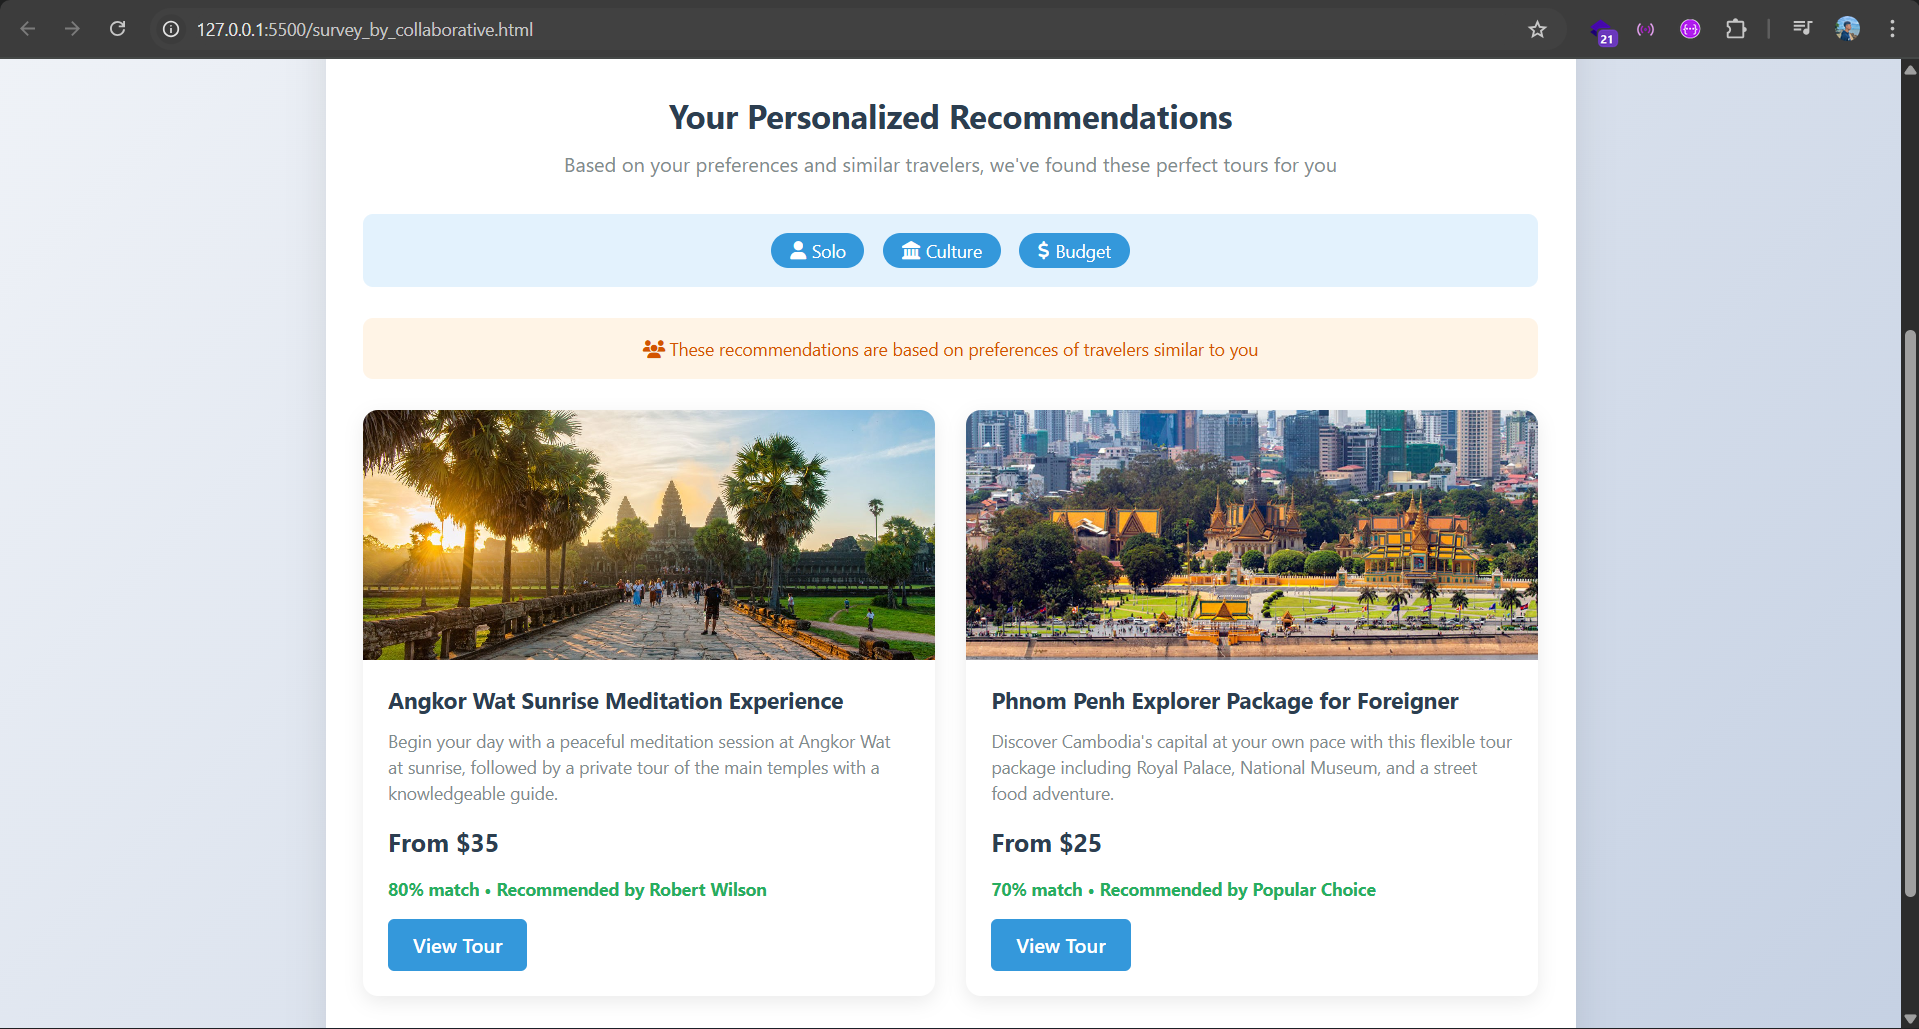 127.0.0.1:5500/survey_by_collaborative.html
21
Your Personalized Recommendations
Based on your preferences and similar travelers, we've found these perfect tours for you
Solo
Culture
Budget
These recommendations are based on preferences of travelers similar to you
Angkor Wat Sunrise Meditation Experience
Begin your day with a peaceful meditation session at Angkor Wat
at sunrise, followed by a private tour of the main temples with a
knowledgeable guide.
From $35
80% match • Recommended by Robert Wilson
View Tour
Phnom Penh Explorer Package for Foreigner
Discover Cambodia's capital at your own pace with this flexible tour
package including Royal Palace, National Museum, and a street
food adventure.
From $25
70% match • Recommended by Popular Choice
View Tour